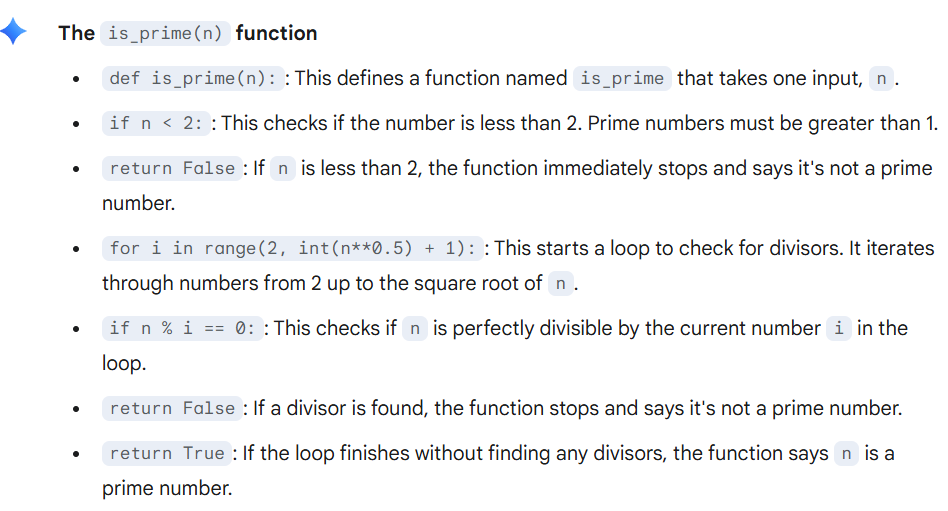 The is_prime(n) function
def is_prime(n): : This defines a function named is_prime that takes one input, n .
if n < 2: : This checks if the number is less than 2. Prime numbers must be greater than 1.
return False : If n is less than 2, the function immediately stops and says it's not a prime
number.
for i in range(2, int(n**0.5) + 1): : This starts a loop to check for divisors. It iterates
through numbers from 2 up to the square root of n .
if n % i == 0: : This checks if n is perfectly divisible by the current number i in the
loop.
return False : If a divisor is found, the function stops and says it's not a prime number.
return True : If the loop finishes without finding any divisors, the function says n is a
prime number.